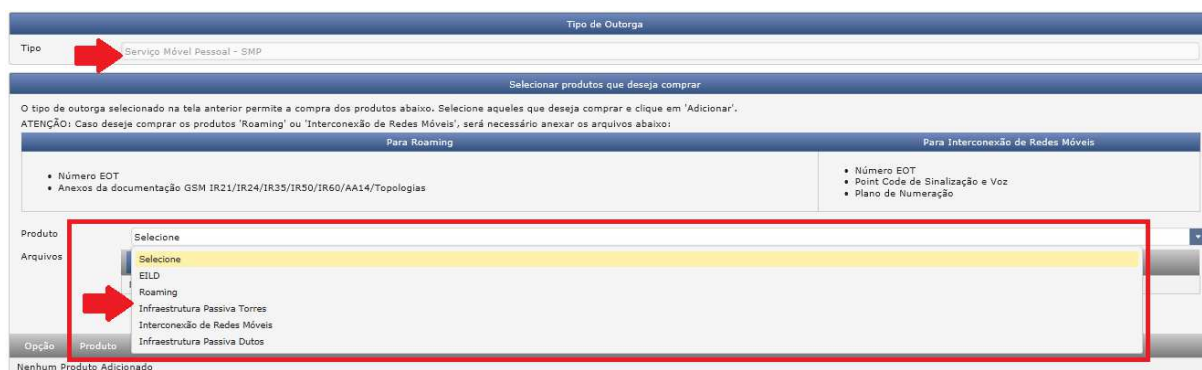 Tipo de Outorga
Tipo
Serviço Móvel Pessoal - SMP
Selecionar produtos que deseja comprar
O tipo de outorga selecionado na tela anterior permite a compra dos produtos abaixo. Selecione aqueles que deseja comprar e clique em 'Adicionar'.
ATENÇÃO: Caso deseje comprar os produtos 'Roaming' ou 'Interconexão de Redes Móveis', será necessário anexar os arquivos abaixo:
Para Roaming
• Número EOT
• Anexos da documentação GSM IR21/IR24/IR35/IR50/IR60/AA14/Topologias
Para Interconexão de Redes Móveis
• Número EOT
• Point Code de Sinalização e Voz
• Plano de Numeração
Produto
Selecione
Arquivos
Selecione
EILD
Roaming
Infraestrutura Passiva Torres
Interconexão de Redes Móveis
Infraestrutura Passiva Dutos
Opção Produto
Nenhum Produto Adicionado